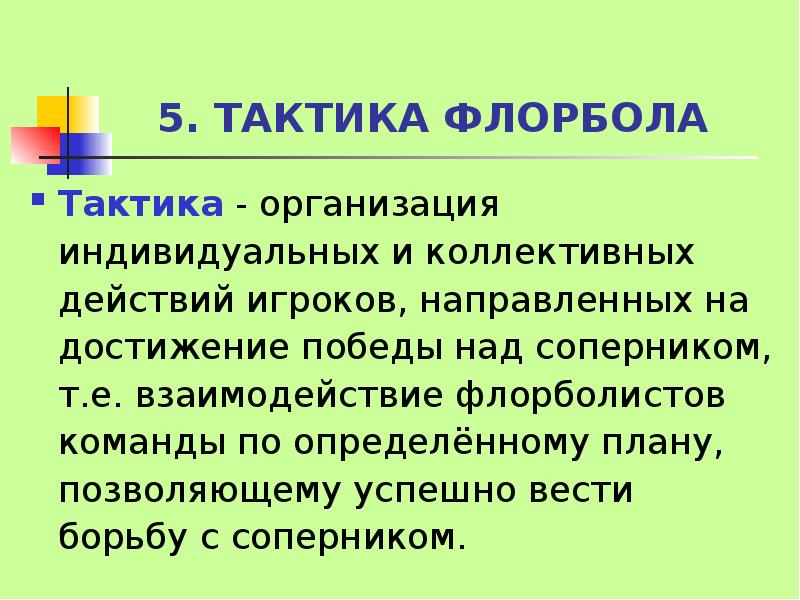 5. ТАКТИКА ФЛОРБОЛА
Тактика - организация
индивидуальных и коллективных
действий игроков, направленных на
достижение победы над соперником,
т.е. взаимодействие флорболистов
команды по определённому плану,
позволяющему успешно вести
борьбу с соперником.